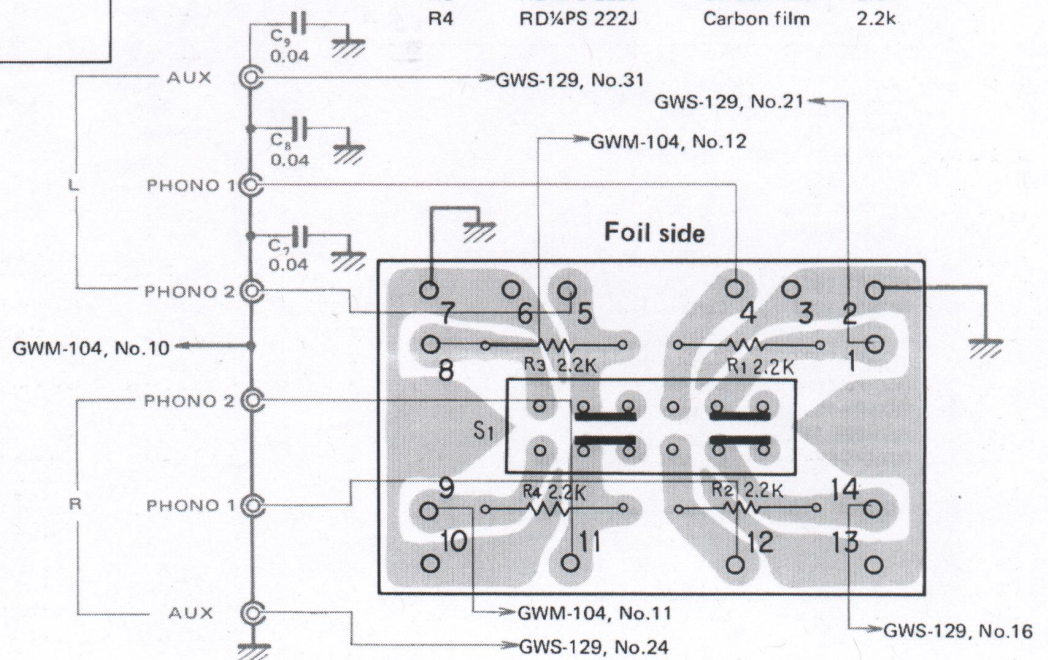 R4 RD¼PS 222J Carbon film 2.2k
C9
0.04
AUX
GWS-129, No.31
GWS-129, No.21
C8
0.04
GWM-104, No.12
L
PHONO 1
Foil side
C7
0.04
PHONO 2
7 6 5 4 3 2
GWM-104, No.10
8 R3 2.2K R1 2.2K 1
PHONO 2
S1
R
PHONO 1
9 R4 2.2K R2 2.2K 14
10 11 12 13
AUX
GWM-104, No.11
GWS-129, No.16
GWS-129, No.24